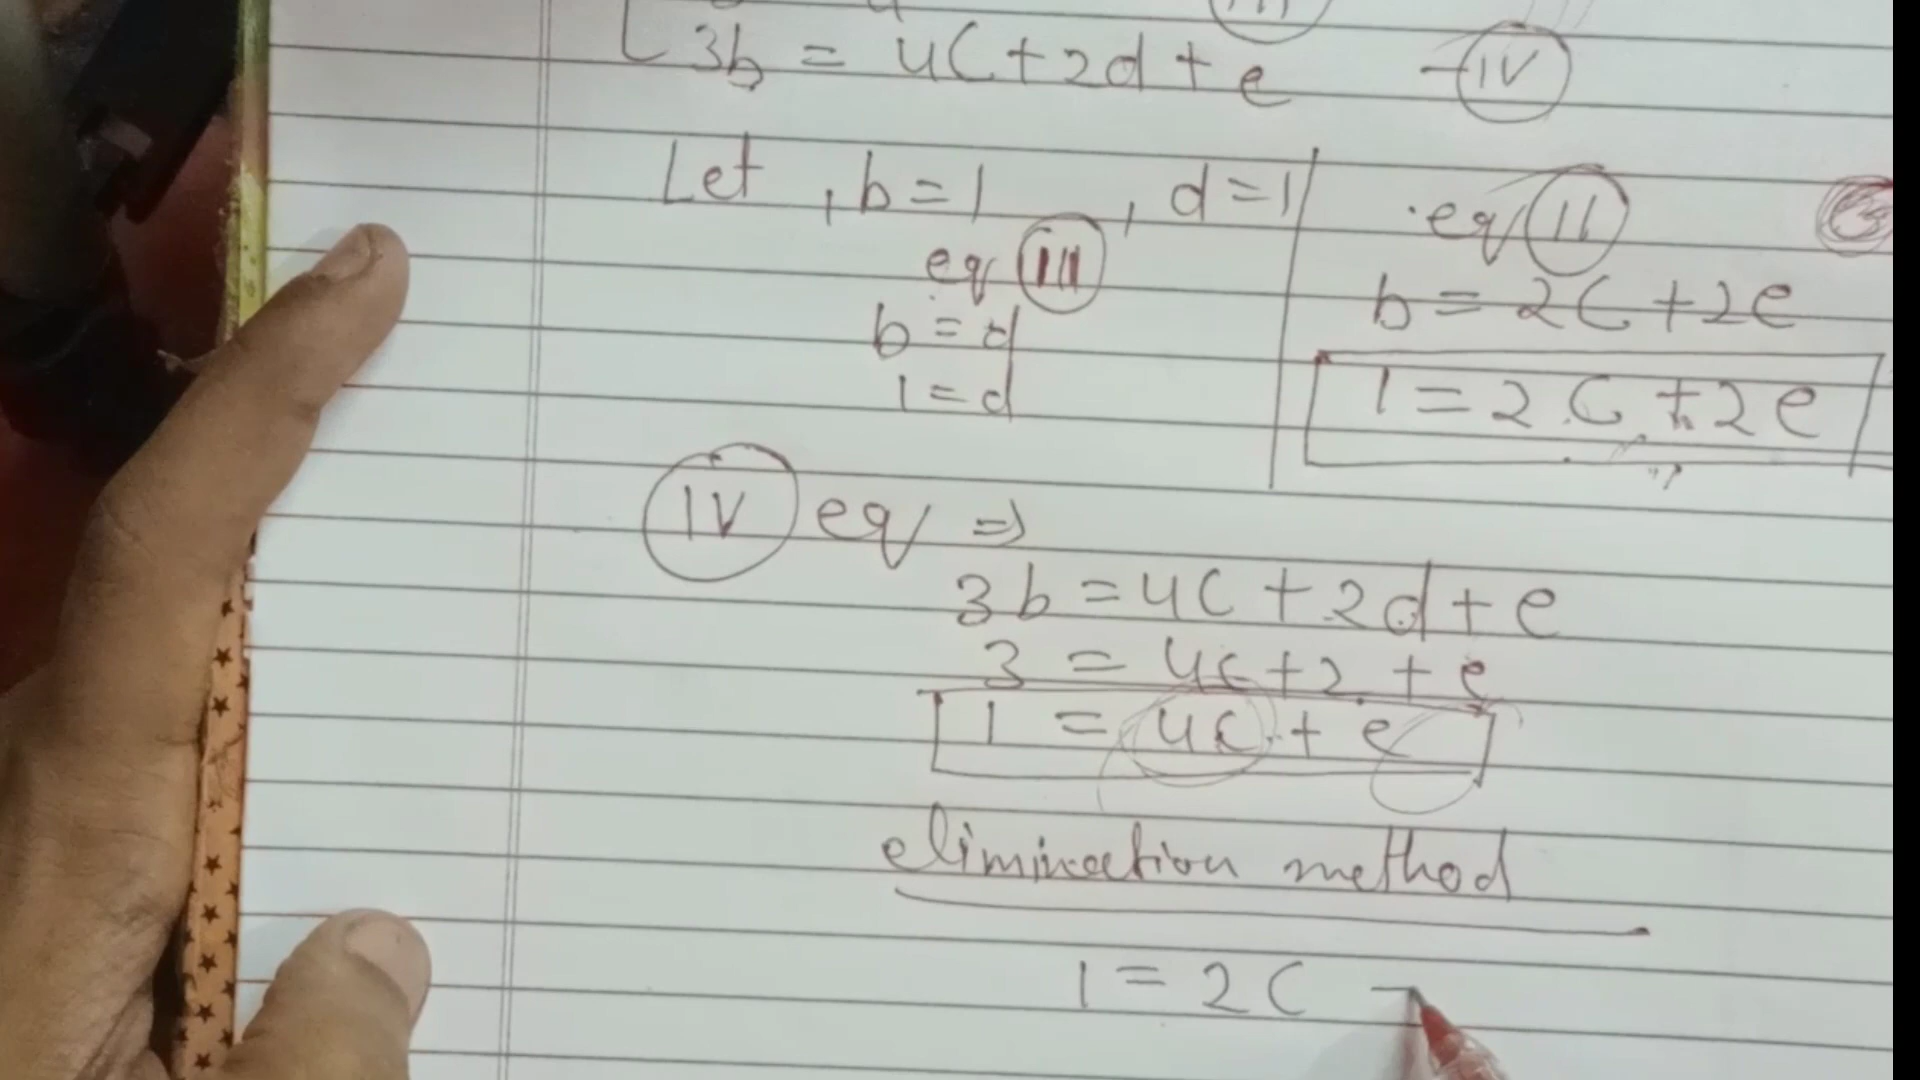 3b = 4C + 2d + e - IV
Let , b = 1 , d = 1
eq III
b = d
1 = d
eq II
b = 2C + 2e
1 = 2C + 2e
IV eq ⇒
3b = 4C + 2d + e
3 = 4C + 2 + e
1 = 4C + e
elimination method
1 = 2C